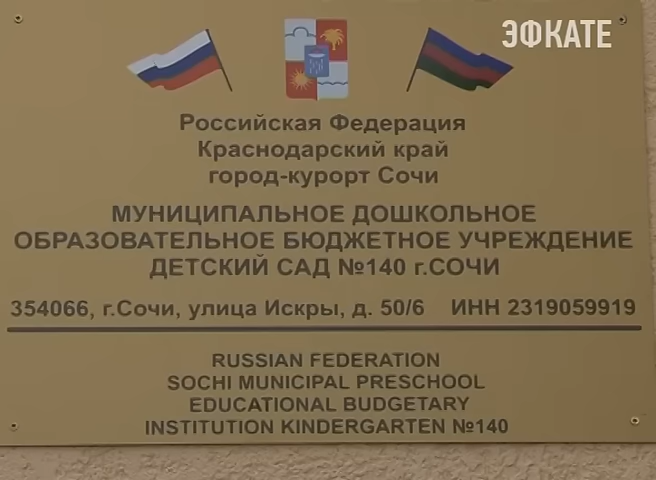 ЭФКАТЕ
Российская Федерация
Краснодарский край
город-курорт Сочи
МУНИЦИПАЛЬНОЕ ДОШКОЛЬНОЕ
ОБРАЗОВАТЕЛЬНОЕ БЮДЖЕТНОЕ УЧРЕЖДЕНИЕ
ДЕТСКИЙ САД №140 г.СОЧИ
354066, г.Сочи, улица Искры, д. 50/6 ИНН 2319059919
RUSSIAN FEDERATION
SOCHI MUNICIPAL PRESCHOOL
EDUCATIONAL BUDGETARY
INSTITUTION KINDERGARTEN №140